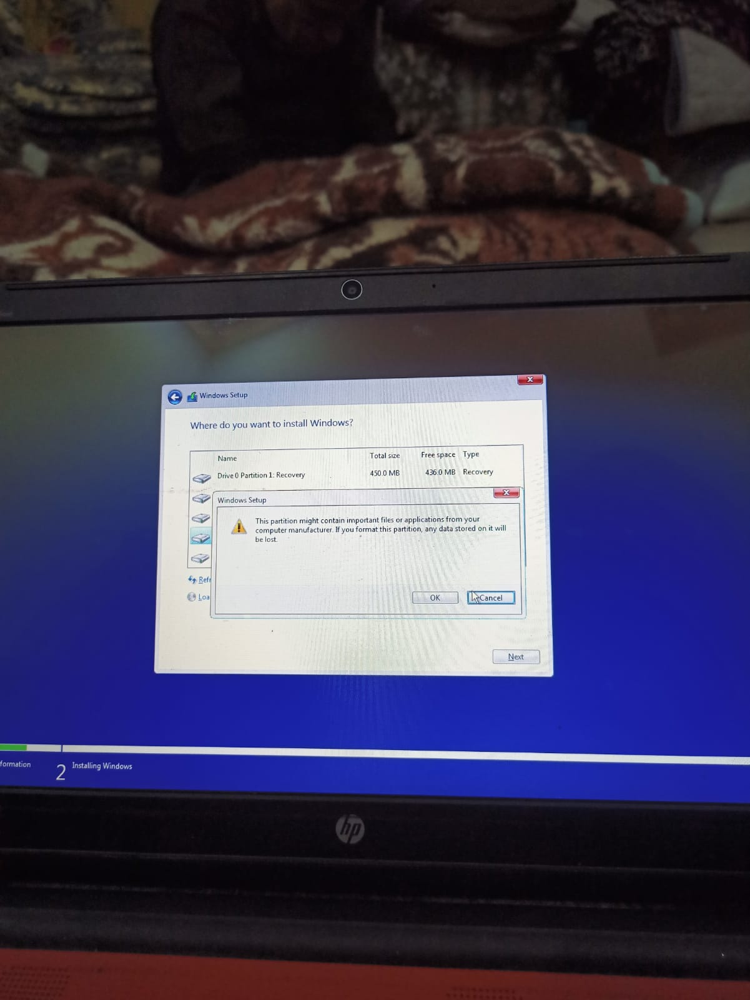 Windows Setup
Where do you want to install Windows?
Name Total size Free space Type
Drive 0 Partition 1: Recovery 450.0 MB 436.0 MB Recovery
Windows Setup
This partition might contain important files or applications from your
computer manufacturer. If you format this partition, any data stored on it will
be lost.
Refr
Loa
OK Cancel
Next
formation
2 Installing Windows
hp